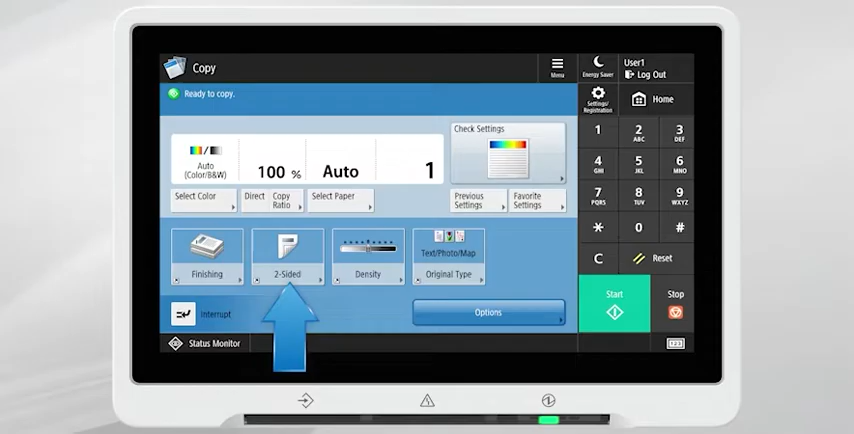 Copy
Menu
Energy Saver
User1
Log Out
Ready to copy.
Settings/
Registration
Home
Auto
(Color/B&W)
100 %
Auto
1
Check Settings
Select Color
Direct
Copy
Ratio
Select Paper
Previous
Settings
Favorite
Settings
1
2
ABC
3
DEF
4
GHI
5
JKL
6
MNO
7
PQRS
8
TUV
9
WXYZ
*
0
#
C
Reset
Finishing
2-Sided
Density
Text/Photo/Map
Original Type
Start
Stop
Interrupt
Options
Status Monitor
123